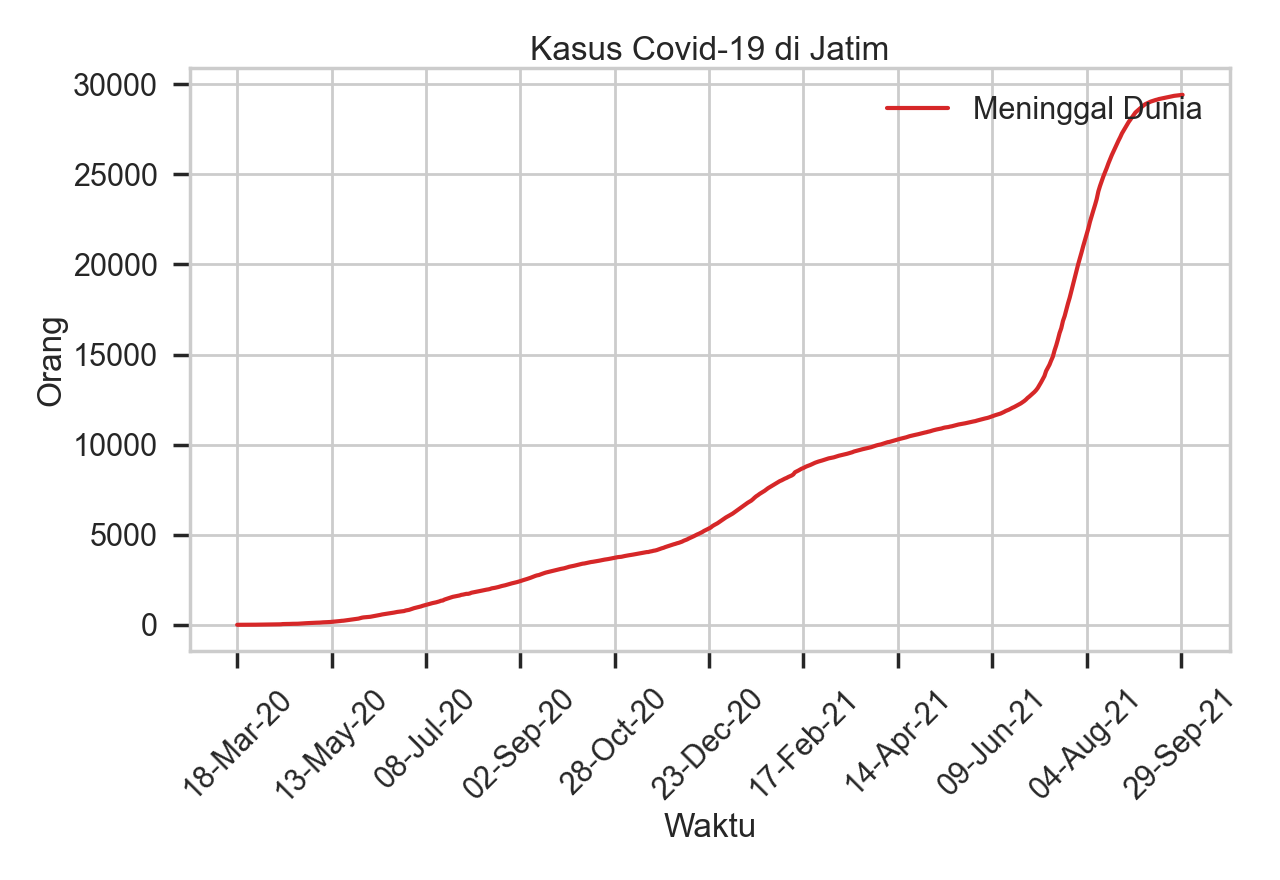 Kasus Covid-19 di Jatim
Meninggal Dunia
30000
25000
20000
15000
10000
5000
0
Orang
18-Mar-20
13-May-20
08-Jul-20
02-Sep-20
28-Oct-20
23-Dec-20
17-Feb-21
14-Apr-21
09-Jun-21
04-Aug-21
29-Sep-21
Waktu